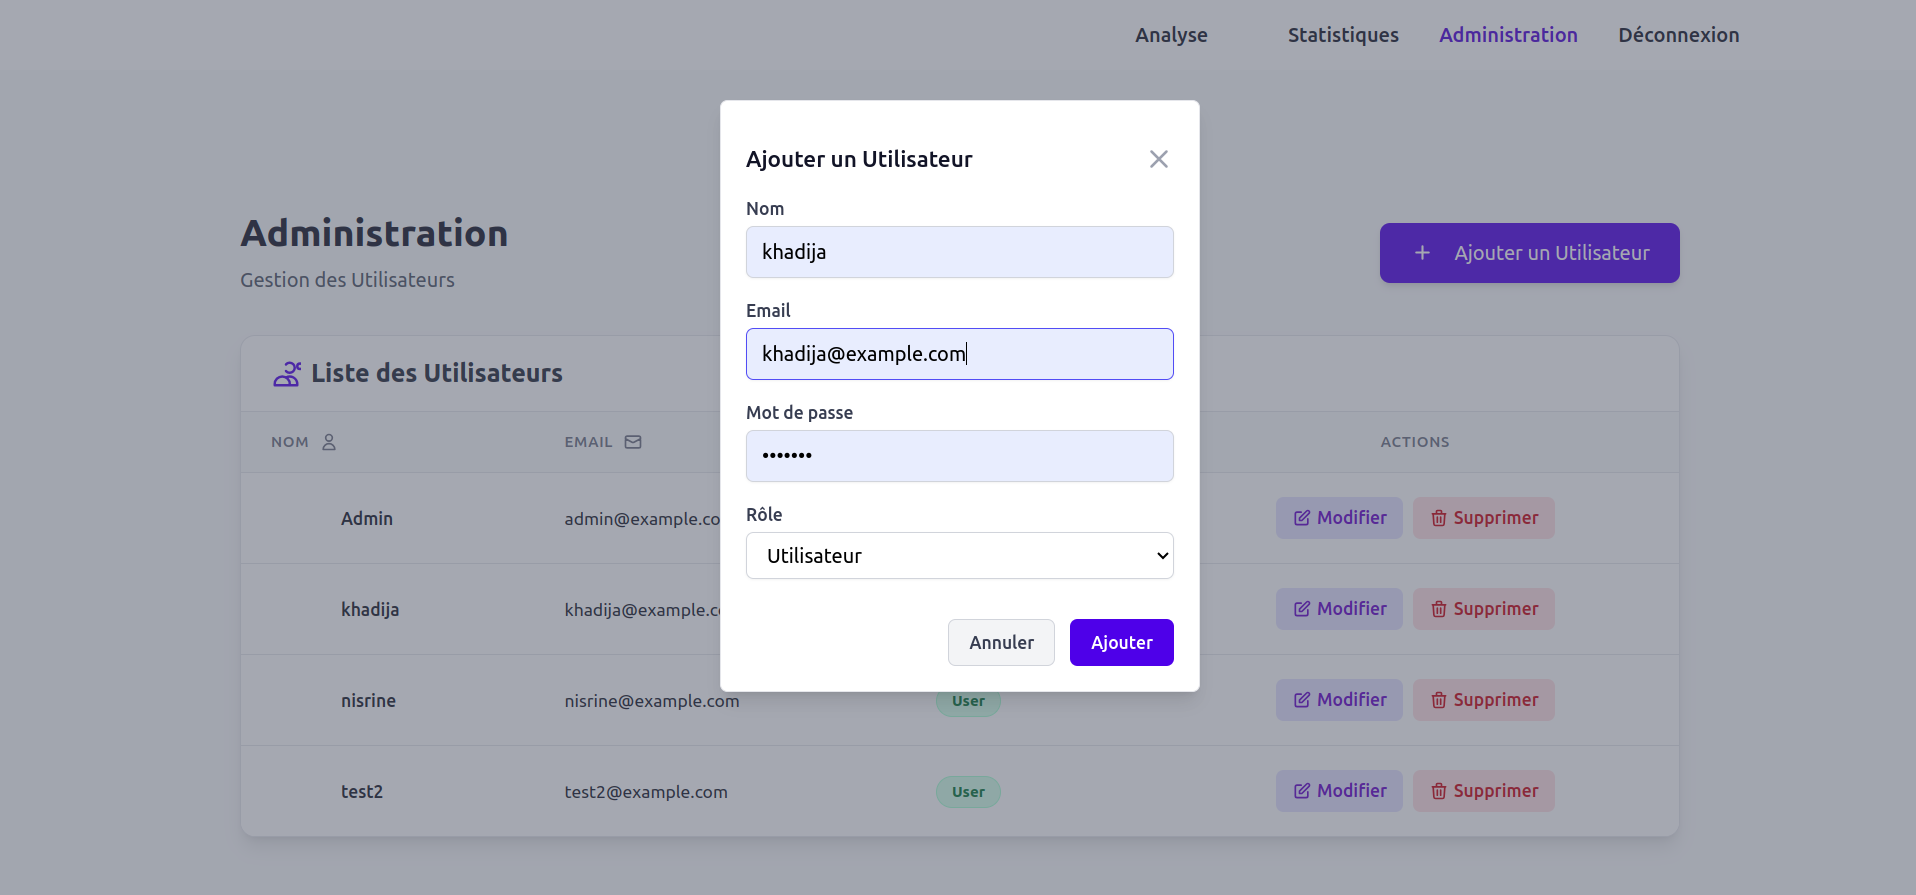 Analyse Statistiques Administration Déconnexion
Ajouter un Utilisateur
Nom
khadija
Email
khadija@example.com
Mot de passe
•••••••
Rôle
Utilisateur
Annuler Ajouter
Administration
Gestion des Utilisateurs
+ Ajouter un Utilisateur
Liste des Utilisateurs
NOM EMAIL ACTIONS
Admin admin@example.co Modifier Supprimer
khadija khadija@example.c Modifier Supprimer
nisrine nisrine@example.com User Modifier Supprimer
test2 test2@example.com User Modifier Supprimer